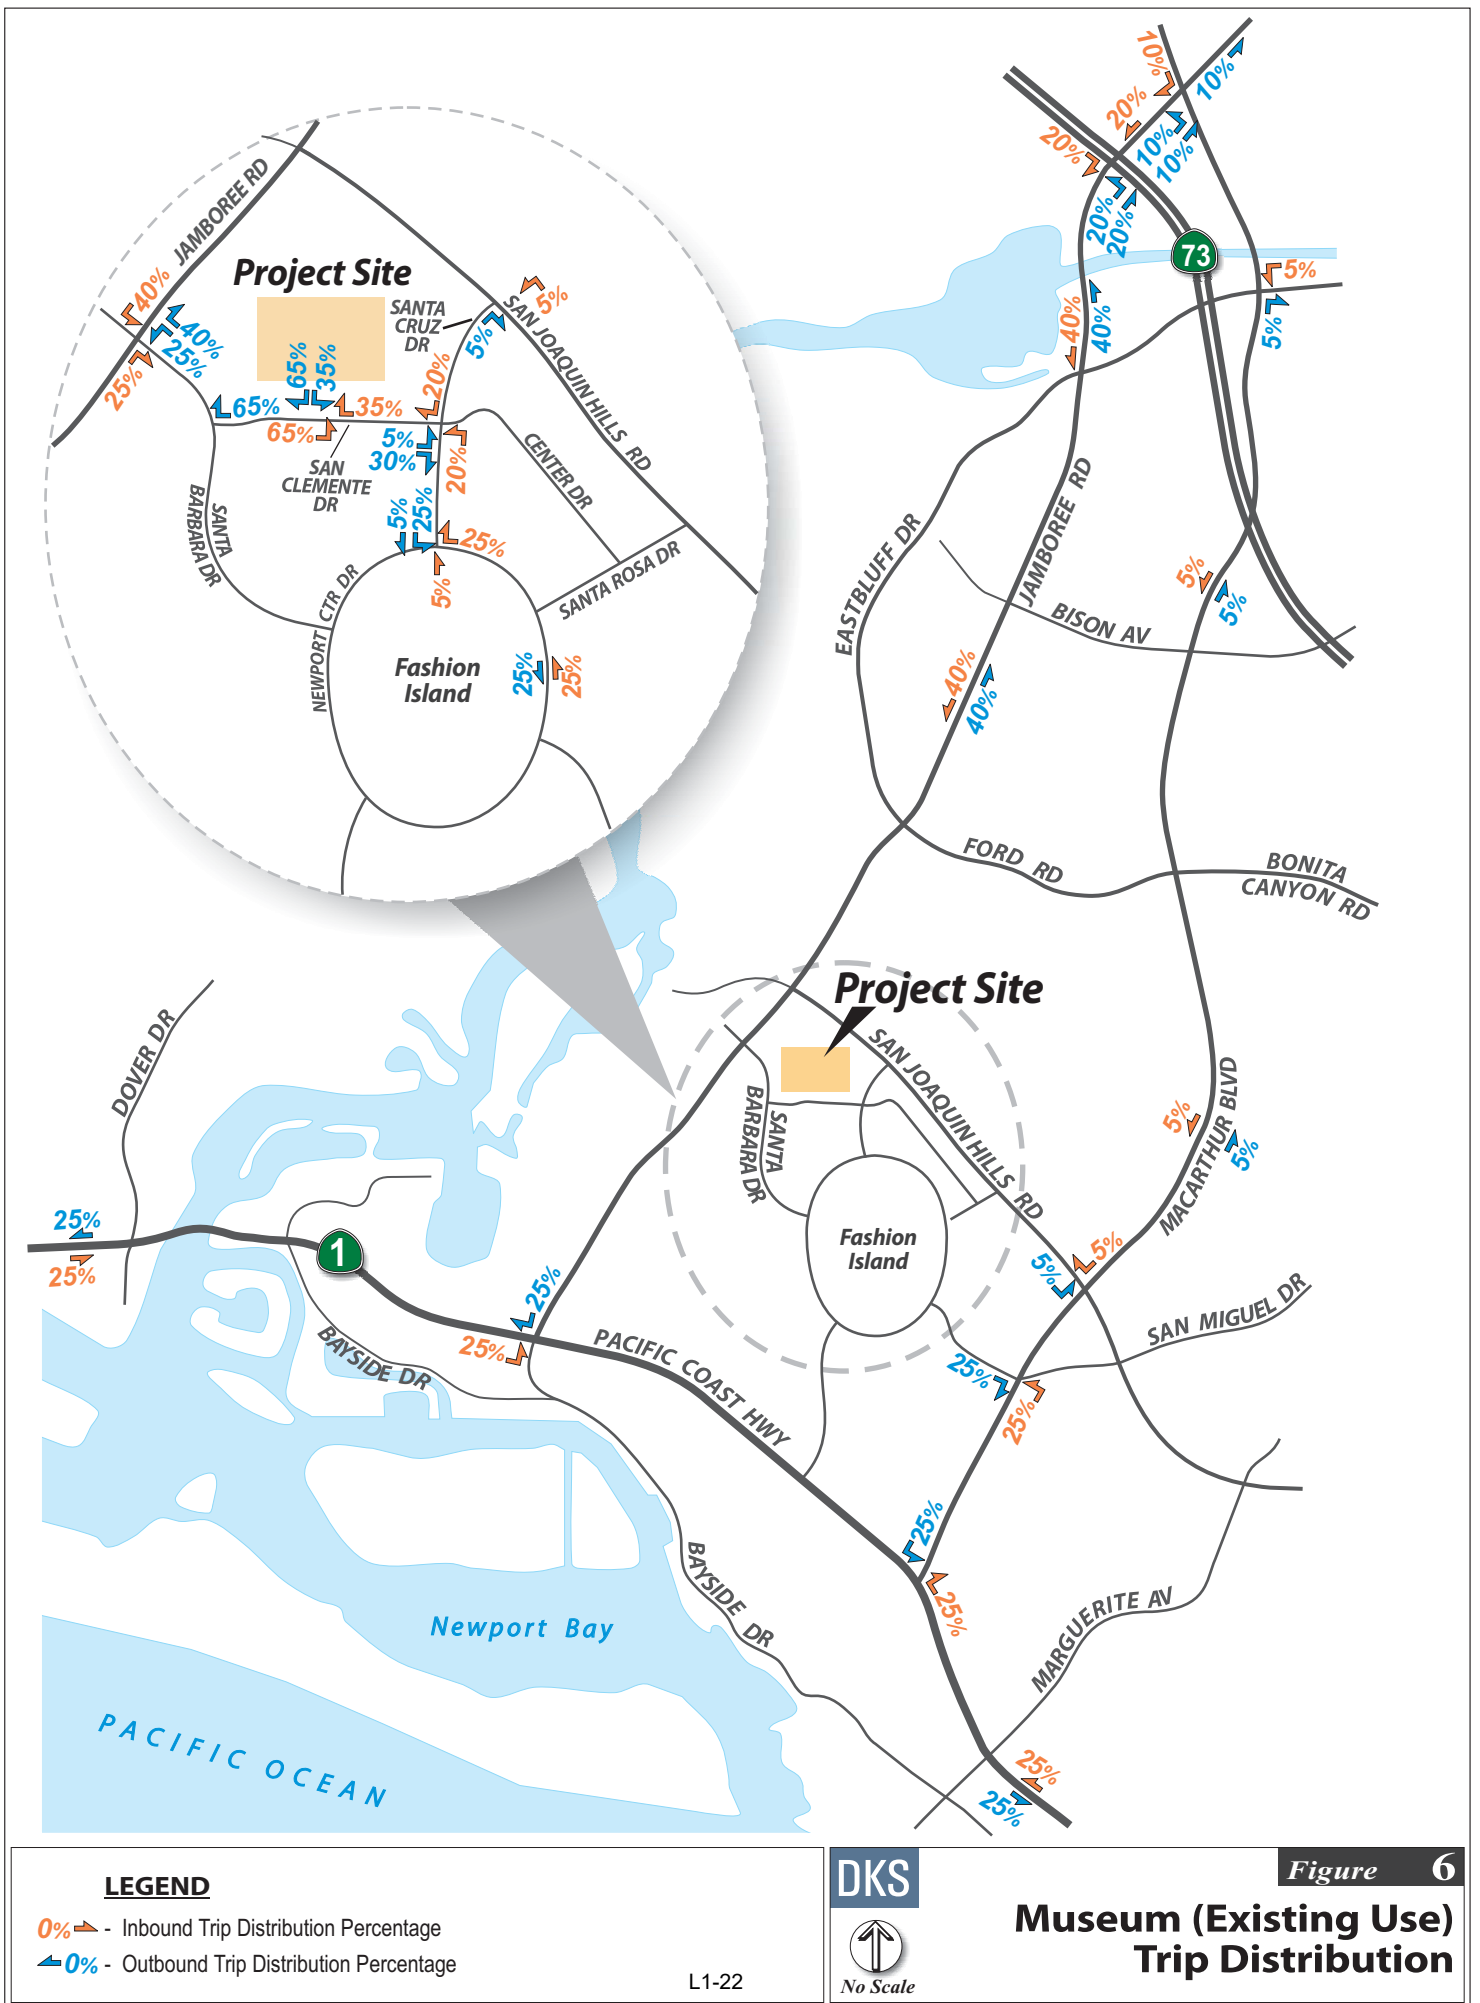 10%
10%
20%
20%
10%
10%
20%
20%
73
5%
5%
40%
40%
JAMBOREE RD
Project Site
40%
40%
25%
25%
SANTA
CRUZ
DR
5%
5%
SAN JOAQUIN HILLS RD
65%
35%
20%
65%
35%
65%
5%
30%
20%
SAN
CLEMENTE
DR
CENTER DR
SANTA
BARBARA DR
5%
25%
25%
5%
NEWPORT CTR DR
SANTA ROSA DR
Fashion
Island
25%
25%
EASTBLUFF DR
JAMBOREE RD
BISON AV
5%
5%
40%
40%
FORD RD
BONITA
CANYON RD
Project Site
DOVER DR
SAN JOAQUIN HILLS RD
SANTA
BARBARA DR
MACARTHUR BLVD
5%
5%
Fashion
Island
25%
25%
1
5%
5%
25%
25%
SAN MIGUEL DR
BAYSIDE DR
PACIFIC COAST HWY
25%
25%
25%
25%
BAYSIDE DR
MARGUERITE AV
Newport Bay
PACIFIC OCEAN
25%
25%
LEGEND
0% - Inbound Trip Distribution Percentage
0% - Outbound Trip Distribution Percentage
L1-22
DKS
No Scale
Figure 6
Museum (Existing Use)
Trip Distribution